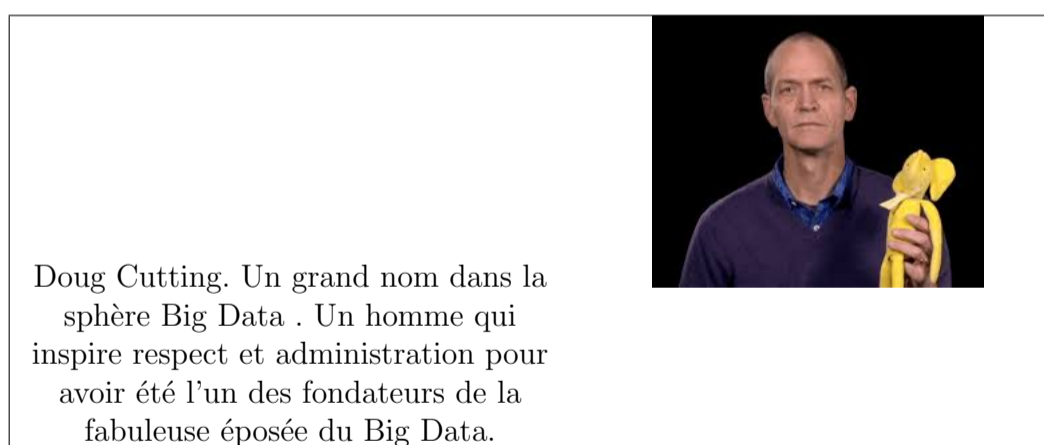 Doug Cutting. Un grand nom dans la
sphère Big Data . Un homme qui
inspire respect et administration pour
avoir été l'un des fondateurs de la
fabuleuse éposée du Big Data.